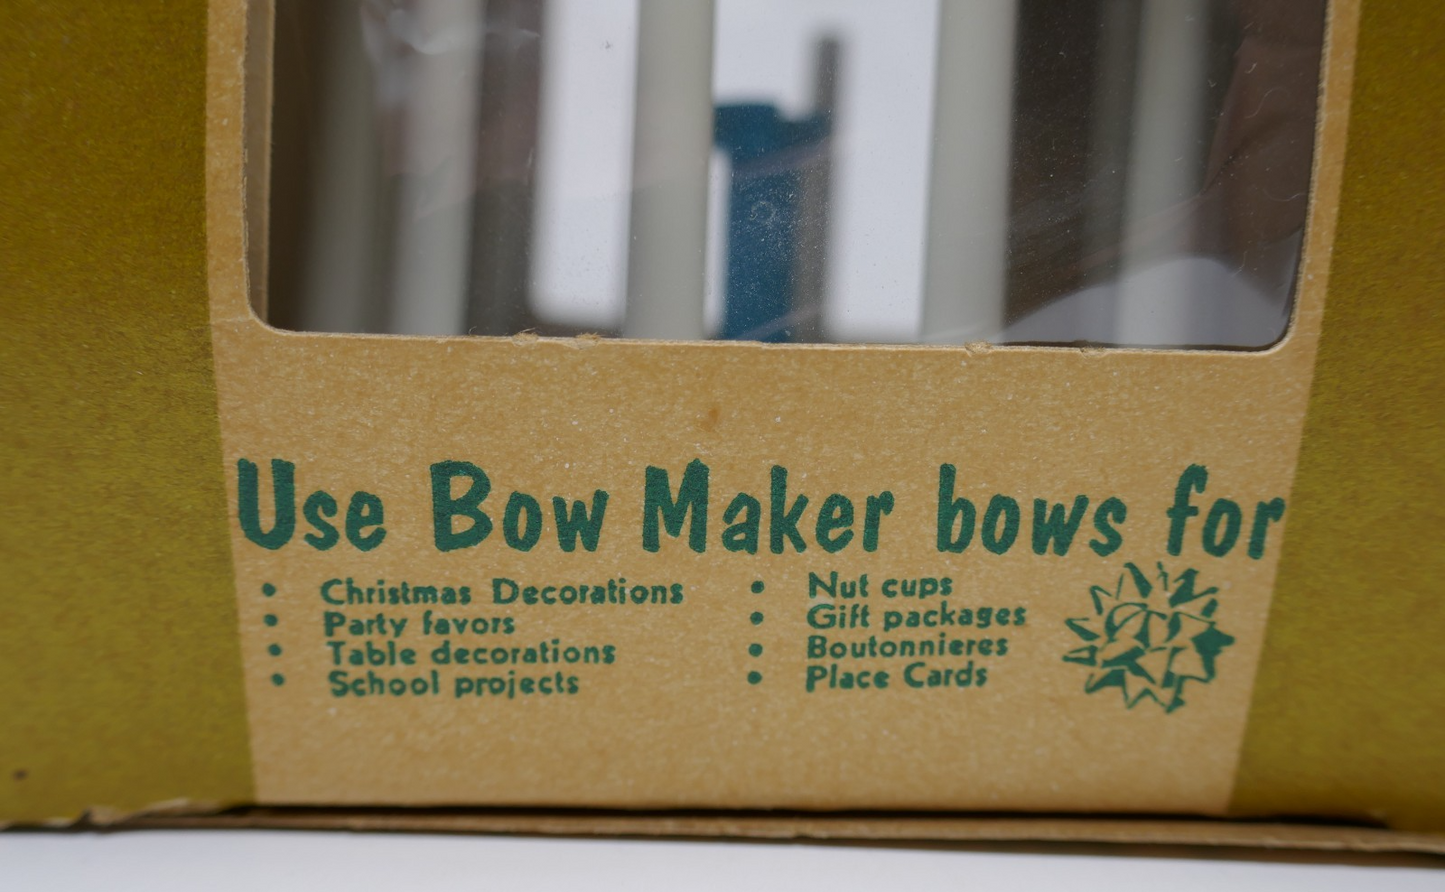 Use Bow Maker bows for
• Christmas Decorations
• Party favors
• Table decorations
• School projects
• Nut cups
• Gift packages
• Boutonnieres
• Place Cards